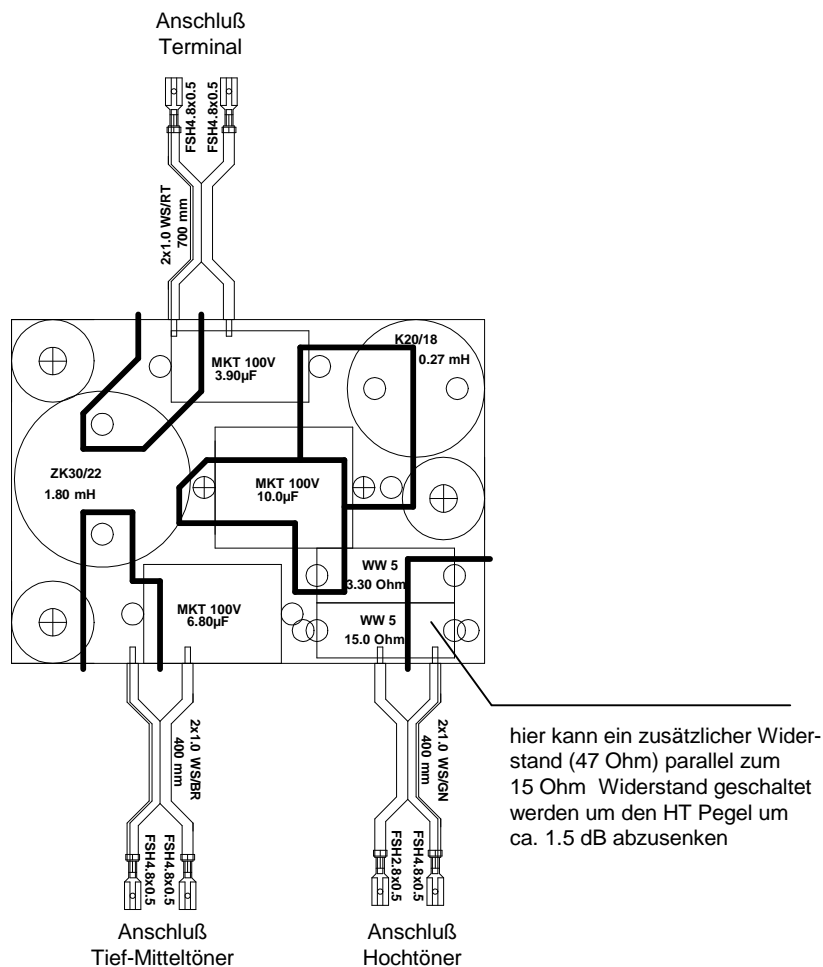 Anschluß
Terminal
FSH4.8x0.5
FSH4.8x0.5
2x1.0 WS/RT
700 mm
K20/18
0.27 mH
MKT 100V
3.90µF
ZK30/22
1.80 mH
MKT 100V
10.0µF
WW 5
3.30 Ohm
MKT 100V
6.80µF
WW 5
15.0 Ohm
2x1.0 WS/BR
400 mm
2x1.0 WS/GN
400 mm
hier kann ein zusätzlicher Wider-
stand (47 Ohm) parallel zum
15 Ohm Widerstand geschaltet
werden um den HT Pegel um
ca. 1.5 dB abzusenken
FSH4.8x0.5
FSH4.8x0.5
FSH2.8x0.5
FSH4.8x0.5
Anschluß
Tief-Mitteltöner
Anschluß
Hochtöner